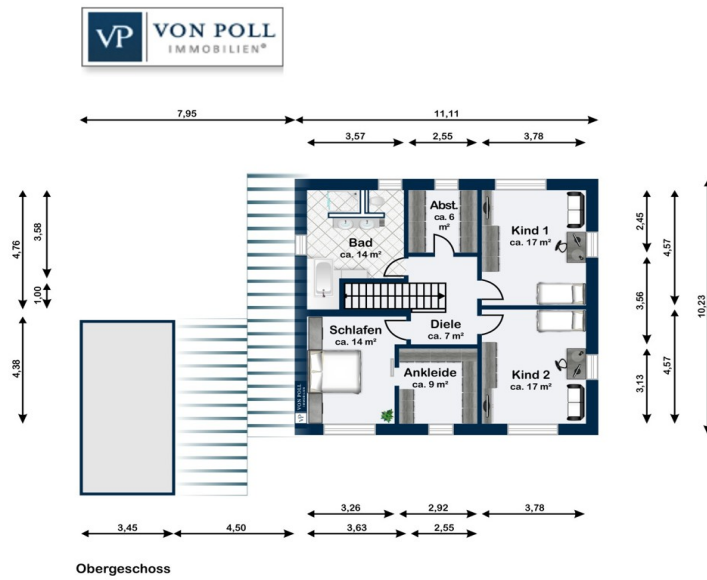 VP VON POLL
IMMOBILIEN®
7,95
11,11
3,57
2,55
3,78
4,76
3,58
1,00
4,38
Abst.
ca. 6
m²
Kind 1
ca. 17 m²
Bad
ca. 14 m²
Schlafen
ca. 14 m²
Diele
ca. 7 m²
Ankleide
ca. 9 m²
Kind 2
ca. 17 m²
VP VON POLL
IMMOBILIEN
2,45
3,56
3,13
4,57
4,57
10,23
3,26
2,92
3,78
3,45
4,50
3,63
2,55
Obergeschoss